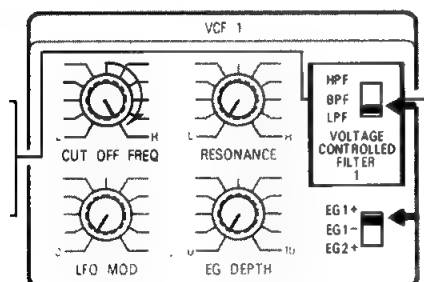 VCF 1
HPF
BPF
LPF
L R
CUT OFF FREQ
L R
RESONANCE
VOLTAGE
CONTROLLED
FILTER
1
EG1+
EG1-
EG2+
LFO MOD
10
EG DEPTH